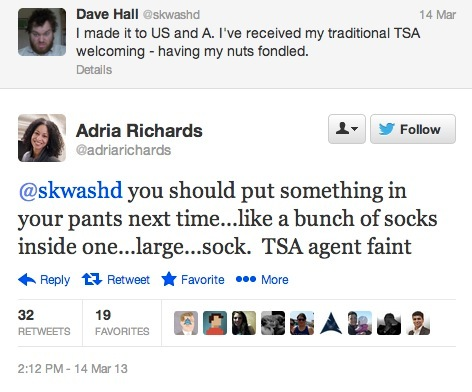 Dave Hall @skwashd 14 Mar
I made it to US and A. I've received my traditional TSA
welcoming - having my nuts fondled.
Details
Adria Richards
@adriarichards
Follow
@skwashd you should put something in
your pants next time...like a bunch of socks
inside one...large...sock. TSA agent faint
Reply Retweet Favorite More
32 19
RETWEETS FAVORITES
2:12 PM - 14 Mar 13